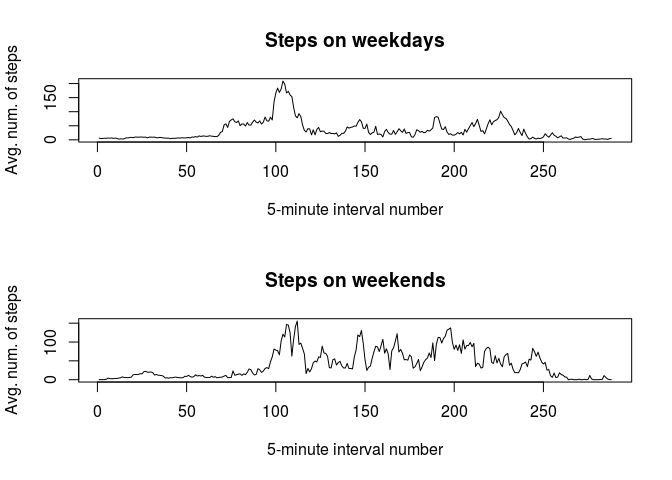 Steps on weekdays
Avg. num. of steps
150
0
0 50 100 150 200 250
5-minute interval number
Steps on weekends
Avg. num. of steps
100
0
0 50 100 150 200 250
5-minute interval number